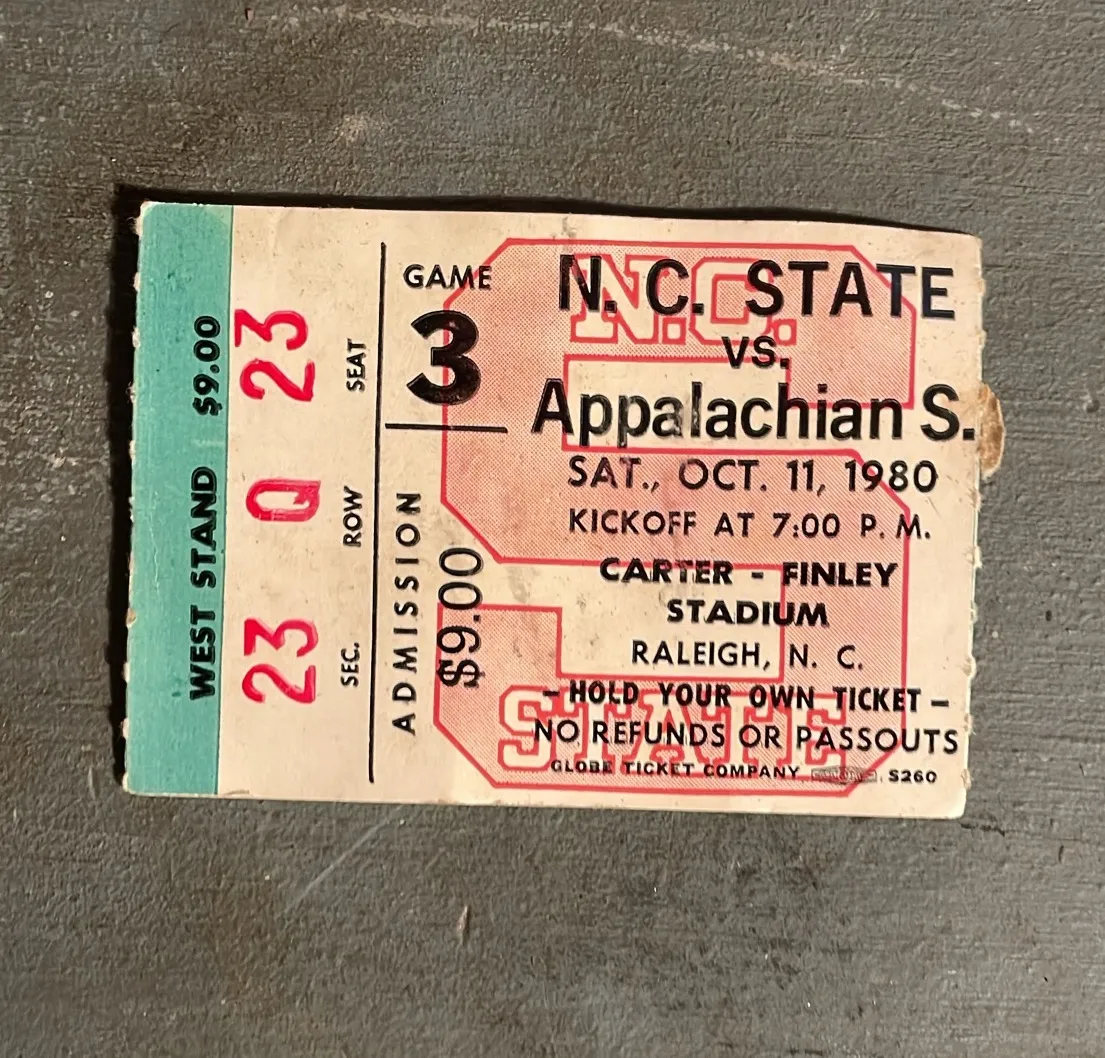 WEST STAND $9.00
23 Q 23
SEC. ROW SEAT
GAME
3
ADMISSION
$9.00
N.C.
STATE
N. C. STATE
vs.
Appalachian S.
SAT., OCT. 11, 1980
KICKOFF AT 7:00 P. M.
CARTER - FINLEY
STADIUM
RALEIGH, N. C.
- HOLD YOUR OWN TICKET -
NO REFUNDS OR PASSOUTS
GLOBE TICKET COMPANY S260